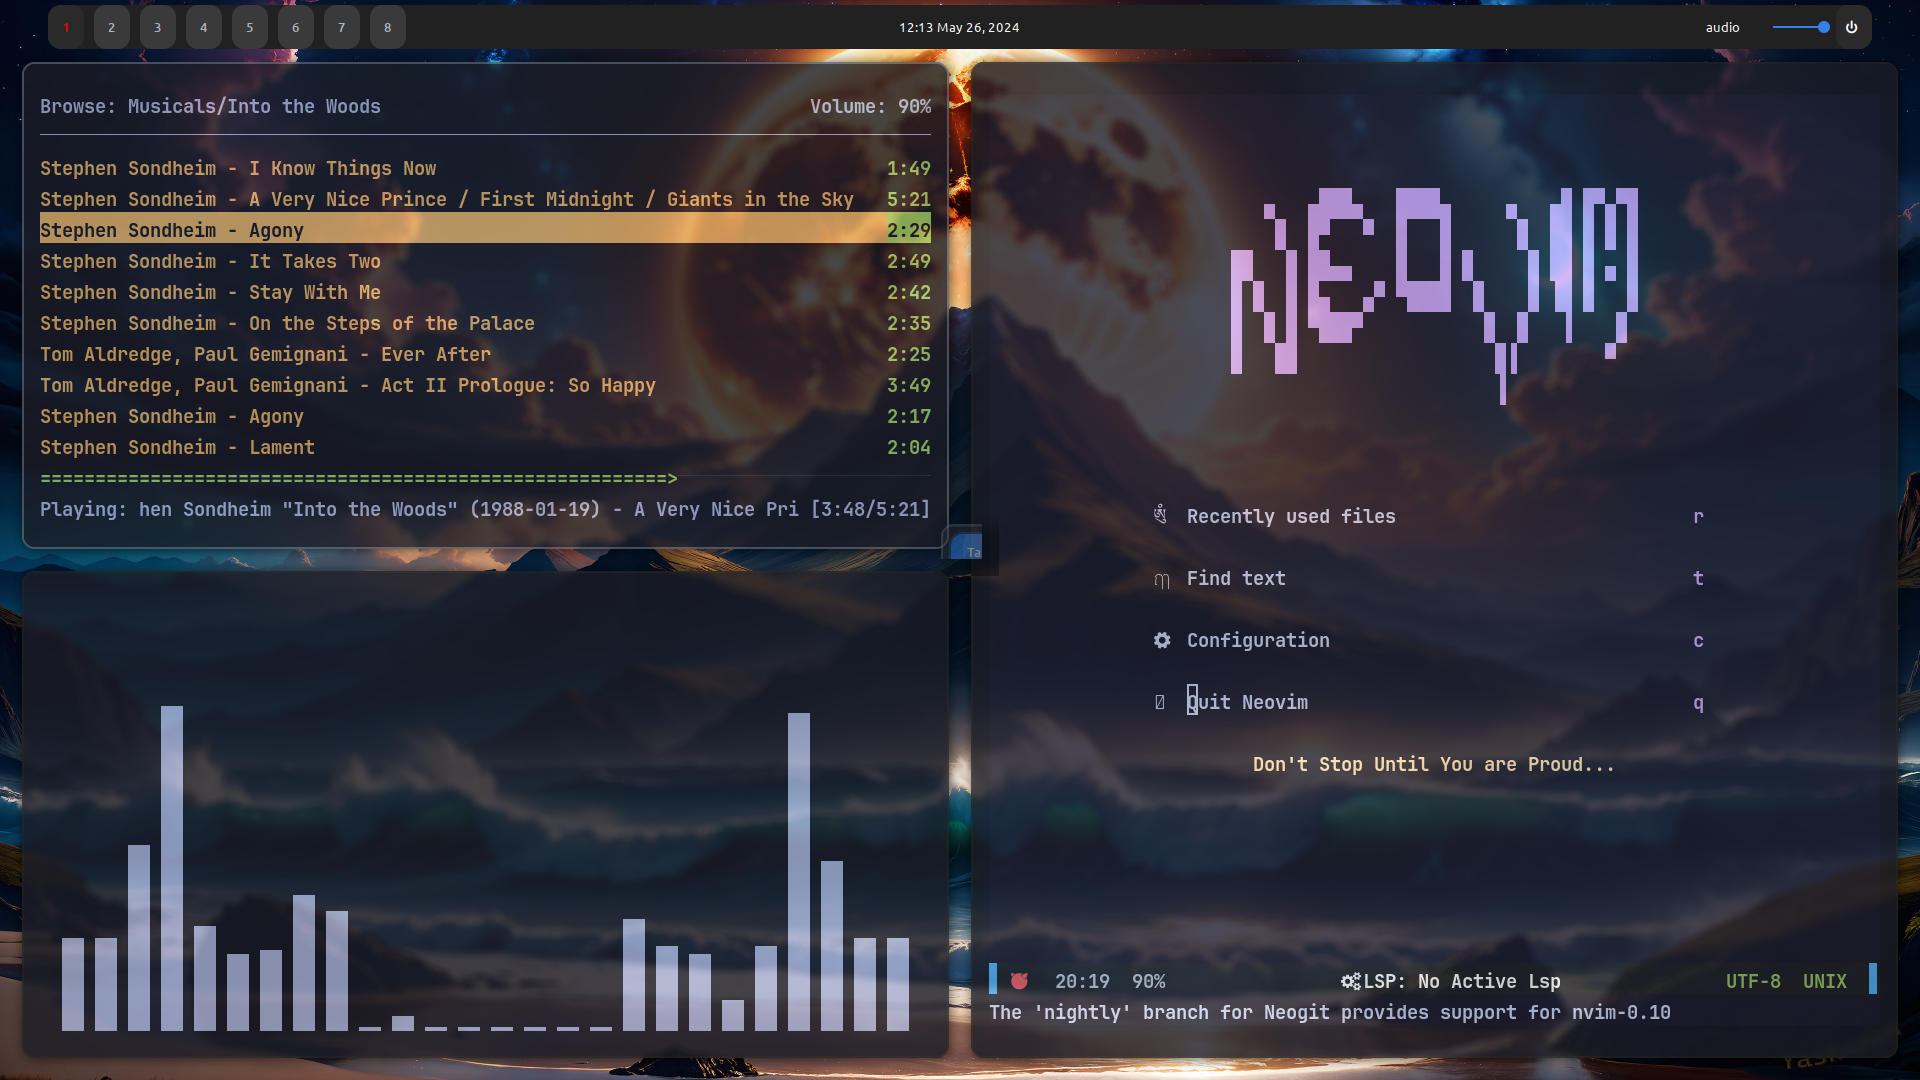 1 2 3 4 5 6 7 8 12:13 May 26, 2024 audio
Browse: Musicals/Into the Woods Volume: 90%
Stephen Sondheim - I Know Things Now 1:49
Stephen Sondheim - A Very Nice Prince / First Midnight / Giants in the Sky 5:21
Stephen Sondheim - Agony 2:29
Stephen Sondheim - It Takes Two 2:49
Stephen Sondheim - Stay With Me 2:42
Stephen Sondheim - On the Steps of the Palace 2:35
Tom Aldredge, Paul Gemignani - Ever After 2:25
Tom Aldredge, Paul Gemignani - Act II Prologue: So Happy 3:49
Stephen Sondheim - Agony 2:17
Stephen Sondheim - Lament 2:04
=========================================================>
Playing: hen Sondheim "Into the Woods" (1988-01-19) - A Very Nice Pri [3:48/5:21]
Ta
NEOVIM
Recently used files r
Find text t
Configuration c
Quit Neovim q
Don't Stop Until You are Proud...
20:19 90% LSP: No Active Lsp UTF-8 UNIX
The 'nightly' branch for Neogit provides support for nvim-0.10